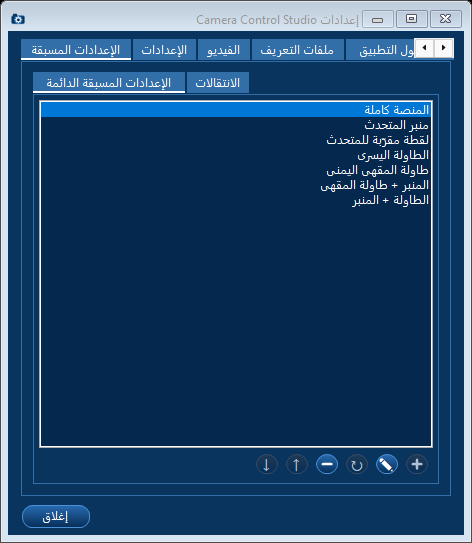 إعدادات Camera Control Studio
الإعدادات المسبقة
الإعدادات
الفيديو
ملفات التعريف
التطبيق
الإعدادات المسبقة الدائمة
الانتقالات
المنصة كاملة
منبر المتحدث
لقطة مقرّبة للمتحدث
الطاولة اليسرى
طاولة المقهى اليمنى
المنبر + طاولة المقهى
الطاولة + المنبر
إغلاق